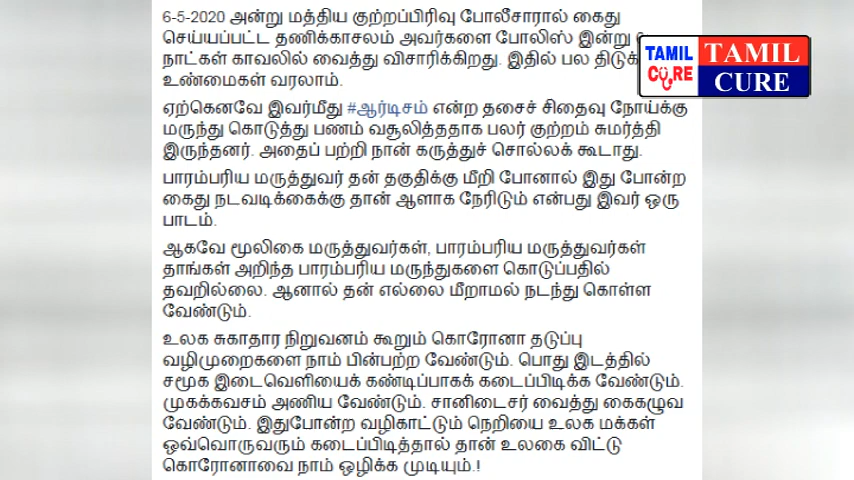 6-5-2020 அன்று மத்திய குற்றப்பிரிவு போலீசாரால் கைது
செய்யப்பட்ட தணிக்காசலம் அவர்களை போலிஸ் இன்று
நாட்கள் காவலில் வைத்து விசாரிக்கிறது. இதில் பல
உண்மைகள் வரலாம்.
ஏற்கெனவே இவர்மீது #ஆர்டிசம் என்ற தசைச் சிதைவு நோய்க்கு
மருந்து கொடுத்து பணம் வசூலித்ததாக பலர் குற்றம் சுமர்த்தி
இருந்தனர். அதைப் பற்றி நான் கருத்துச் சொல்லக் கூடாது.
பாரம்பரிய மருத்துவர் தன் தகுதிக்கு மீறி போனால் இது போன்ற
கைது நடவடிக்கைக்கு தான் ஆளாக நேரிடும் என்பது இவர் ஒரு
பாடம்.
ஆகவே மூலிகை மருத்துவர்கள், பாரம்பரிய மருத்துவர்கள்
தாங்கள் அறிந்த பாரம்பரிய மருந்துகளை கொடுப்பதில்
தவறில்லை. ஆனால் தன் எல்லை மீறாமல் நடந்து கொள்ள
வேண்டும்.
உலக சுகாதார நிறுவனம் கூறும் கொரோனா தடுப்பு
வழிமுறைகளை நாம் பின்பற்ற வேண்டும். பொது இடத்தில்
சமூக இடைவெளியைக் கண்டிப்பாகக் கடைப்பிடிக்க வேண்டும்.
முகக்கவசம் அணிய வேண்டும். சானிடைசர் வைத்து கைகழுவ
வேண்டும். இதுபோன்ற வழிகாட்டும் நெறியை உலக மக்கள்
ஒவ்வொருவரும் கடைப்பிடித்தால் தான் உலகை விட்டு
கொரோனாவை நாம் ஒழிக்க முடியும்.!
TAMIL
CURE
TAMIL
CURE